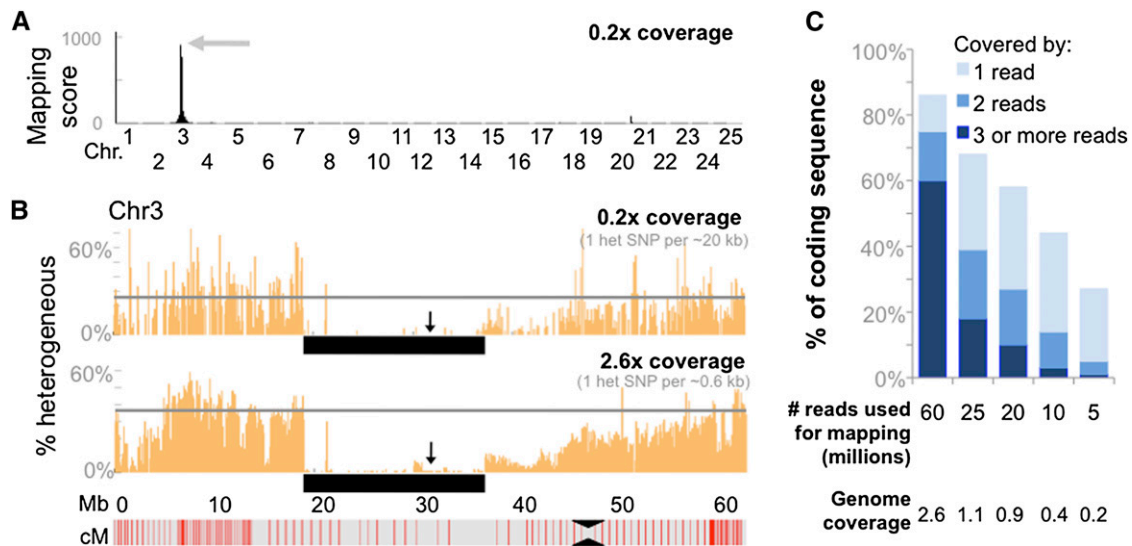 A
1000
0
Mapping
score
0.2x coverage
1 3 5 7 9 11 13 15 17 19 21 23 25
Chr. 2 4 6 8 10 12 14 16 18 20 22 24
B
Chr3
% heterogeneous
0.2x coverage
(1 het SNP per ~20 kb)
60%
0%
2.6x coverage
(1 het SNP per ~0.6 kb)
60%
0%
Mb 0 10 20 30 40 50 60
cM
C
% of coding sequence
100%
80%
60%
40%
20%
0%
Covered by:
1 read
2 reads
3 or more reads
# reads used
for mapping
(millions)
60 25 20 10 5
Genome
coverage
2.6 1.1 0.9 0.4 0.2